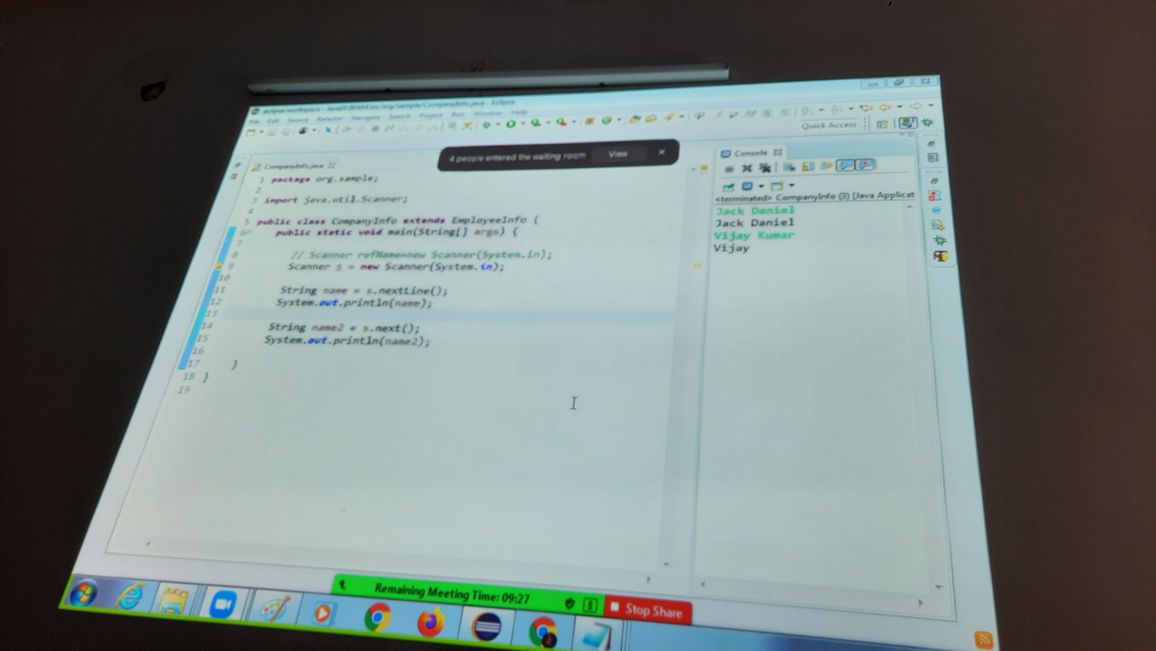 eclipse-workspace - Java1030AM/src/org/sample/CompanyInfo.java - Eclipse
File Edit Source Refactor Navigate Search Project Run Window Help
Quick Access
4 people entered the waiting room View ×
CompanyInfo.java
1 package org.sample;
2
3 import java.util.Scanner;
4
5 public class CompanyInfo extends EmployeeInfo {
6 public static void main(String[] args) {
7
8 // Scanner refName=new Scanner(System.in);
9 Scanner s = new Scanner(System.in);
10
11 String name = s.nextLine();
12 System.out.println(name);
13
14 String name2 = s.next();
15 System.out.println(name2);
16
17 }
18 }
19
Console
<terminated> CompanyInfo (3) [Java Applicat
Jack Daniel
Jack Daniel
Vijay Kumar
Vijay
Remaining Meeting Time: 09:27
Stop Share